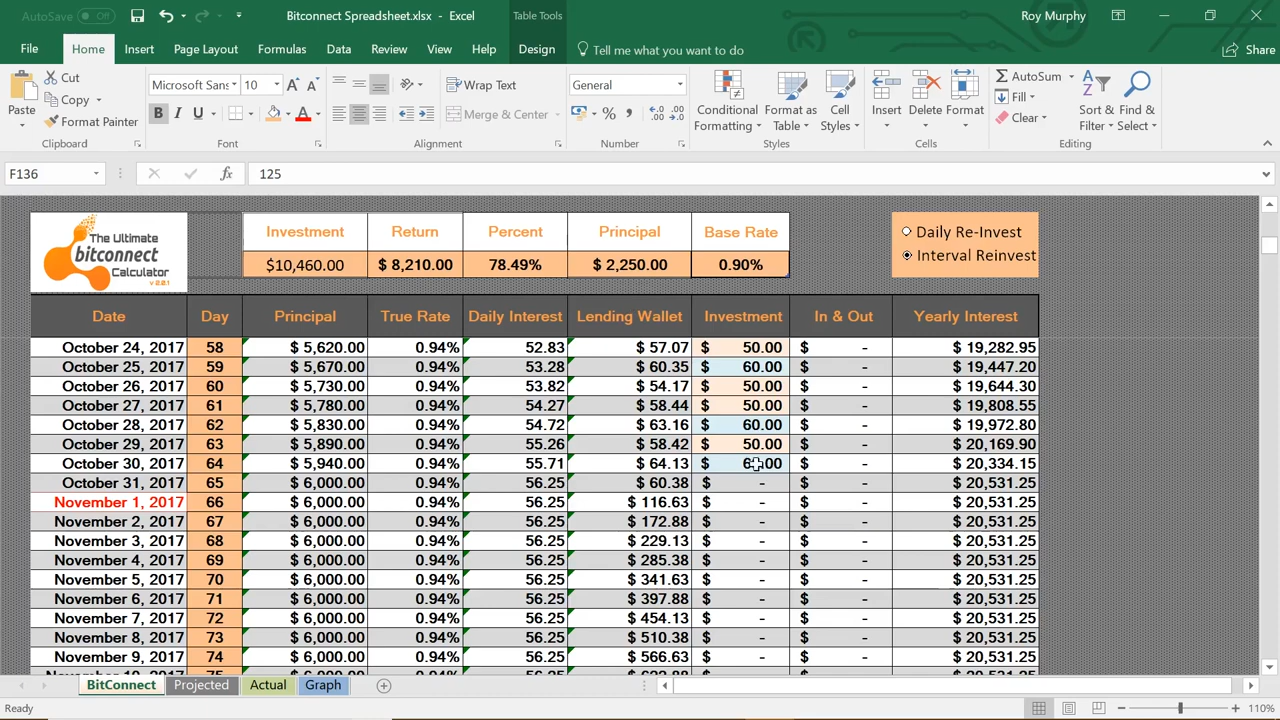 AutoSave Off Bitconnect Spreadsheet.xlsx - Excel Table Tools Roy Murphy
File Home Insert Page Layout Formulas Data Review View Help Design Tell me what you want to do Share
Paste Cut Copy Format Painter
Microsoft Sans 10 A A
B I U A
Wrap Text
Merge & Center
General
% ,
Conditional Formatting Format as Table Cell Styles
Insert Delete Format
AutoSum Fill Clear
Sort & Filter Find & Select
Clipboard Font Alignment Number Styles Cells Editing
F136 fx 125
The Ultimate
bitconnect
Calculator
v 2.0.1
Investment Return Percent Principal Base Rate
$10,460.00 $ 8,210.00 78.49% $ 2,250.00 0.90%
Daily Re-Invest
Interval Reinvest
Date Day Principal True Rate Daily Interest Lending Wallet Investment In & Out Yearly Interest
October 24, 2017 58 $ 5,620.00 0.94% 52.83 $ 57.07 $ 50.00 $ - $ 19,282.95
October 25, 2017 59 $ 5,670.00 0.94% 53.28 $ 60.35 $ 60.00 $ - $ 19,447.20
October 26, 2017 60 $ 5,730.00 0.94% 53.82 $ 54.17 $ 50.00 $ - $ 19,644.30
October 27, 2017 61 $ 5,780.00 0.94% 54.27 $ 58.44 $ 50.00 $ - $ 19,808.55
October 28, 2017 62 $ 5,830.00 0.94% 54.72 $ 63.16 $ 60.00 $ - $ 19,972.80
October 29, 2017 63 $ 5,890.00 0.94% 55.26 $ 58.42 $ 50.00 $ - $ 20,169.90
October 30, 2017 64 $ 5,940.00 0.94% 55.71 $ 64.13 $ 60.00 $ - $ 20,334.15
October 31, 2017 65 $ 6,000.00 0.94% 56.25 $ 60.38 $ - $ - $ 20,531.25
November 1, 2017 66 $ 6,000.00 0.94% 56.25 $ 116.63 $ - $ - $ 20,531.25
November 2, 2017 67 $ 6,000.00 0.94% 56.25 $ 172.88 $ - $ - $ 20,531.25
November 3, 2017 68 $ 6,000.00 0.94% 56.25 $ 229.13 $ - $ - $ 20,531.25
November 4, 2017 69 $ 6,000.00 0.94% 56.25 $ 285.38 $ - $ - $ 20,531.25
November 5, 2017 70 $ 6,000.00 0.94% 56.25 $ 341.63 $ - $ - $ 20,531.25
November 6, 2017 71 $ 6,000.00 0.94% 56.25 $ 397.88 $ - $ - $ 20,531.25
November 7, 2017 72 $ 6,000.00 0.94% 56.25 $ 454.13 $ - $ - $ 20,531.25
November 8, 2017 73 $ 6,000.00 0.94% 56.25 $ 510.38 $ - $ - $ 20,531.25
November 9, 2017 74 $ 6,000.00 0.94% 56.25 $ 566.63 $ - $ - $ 20,531.25
BitConnect Projected Actual Graph
Ready 110%